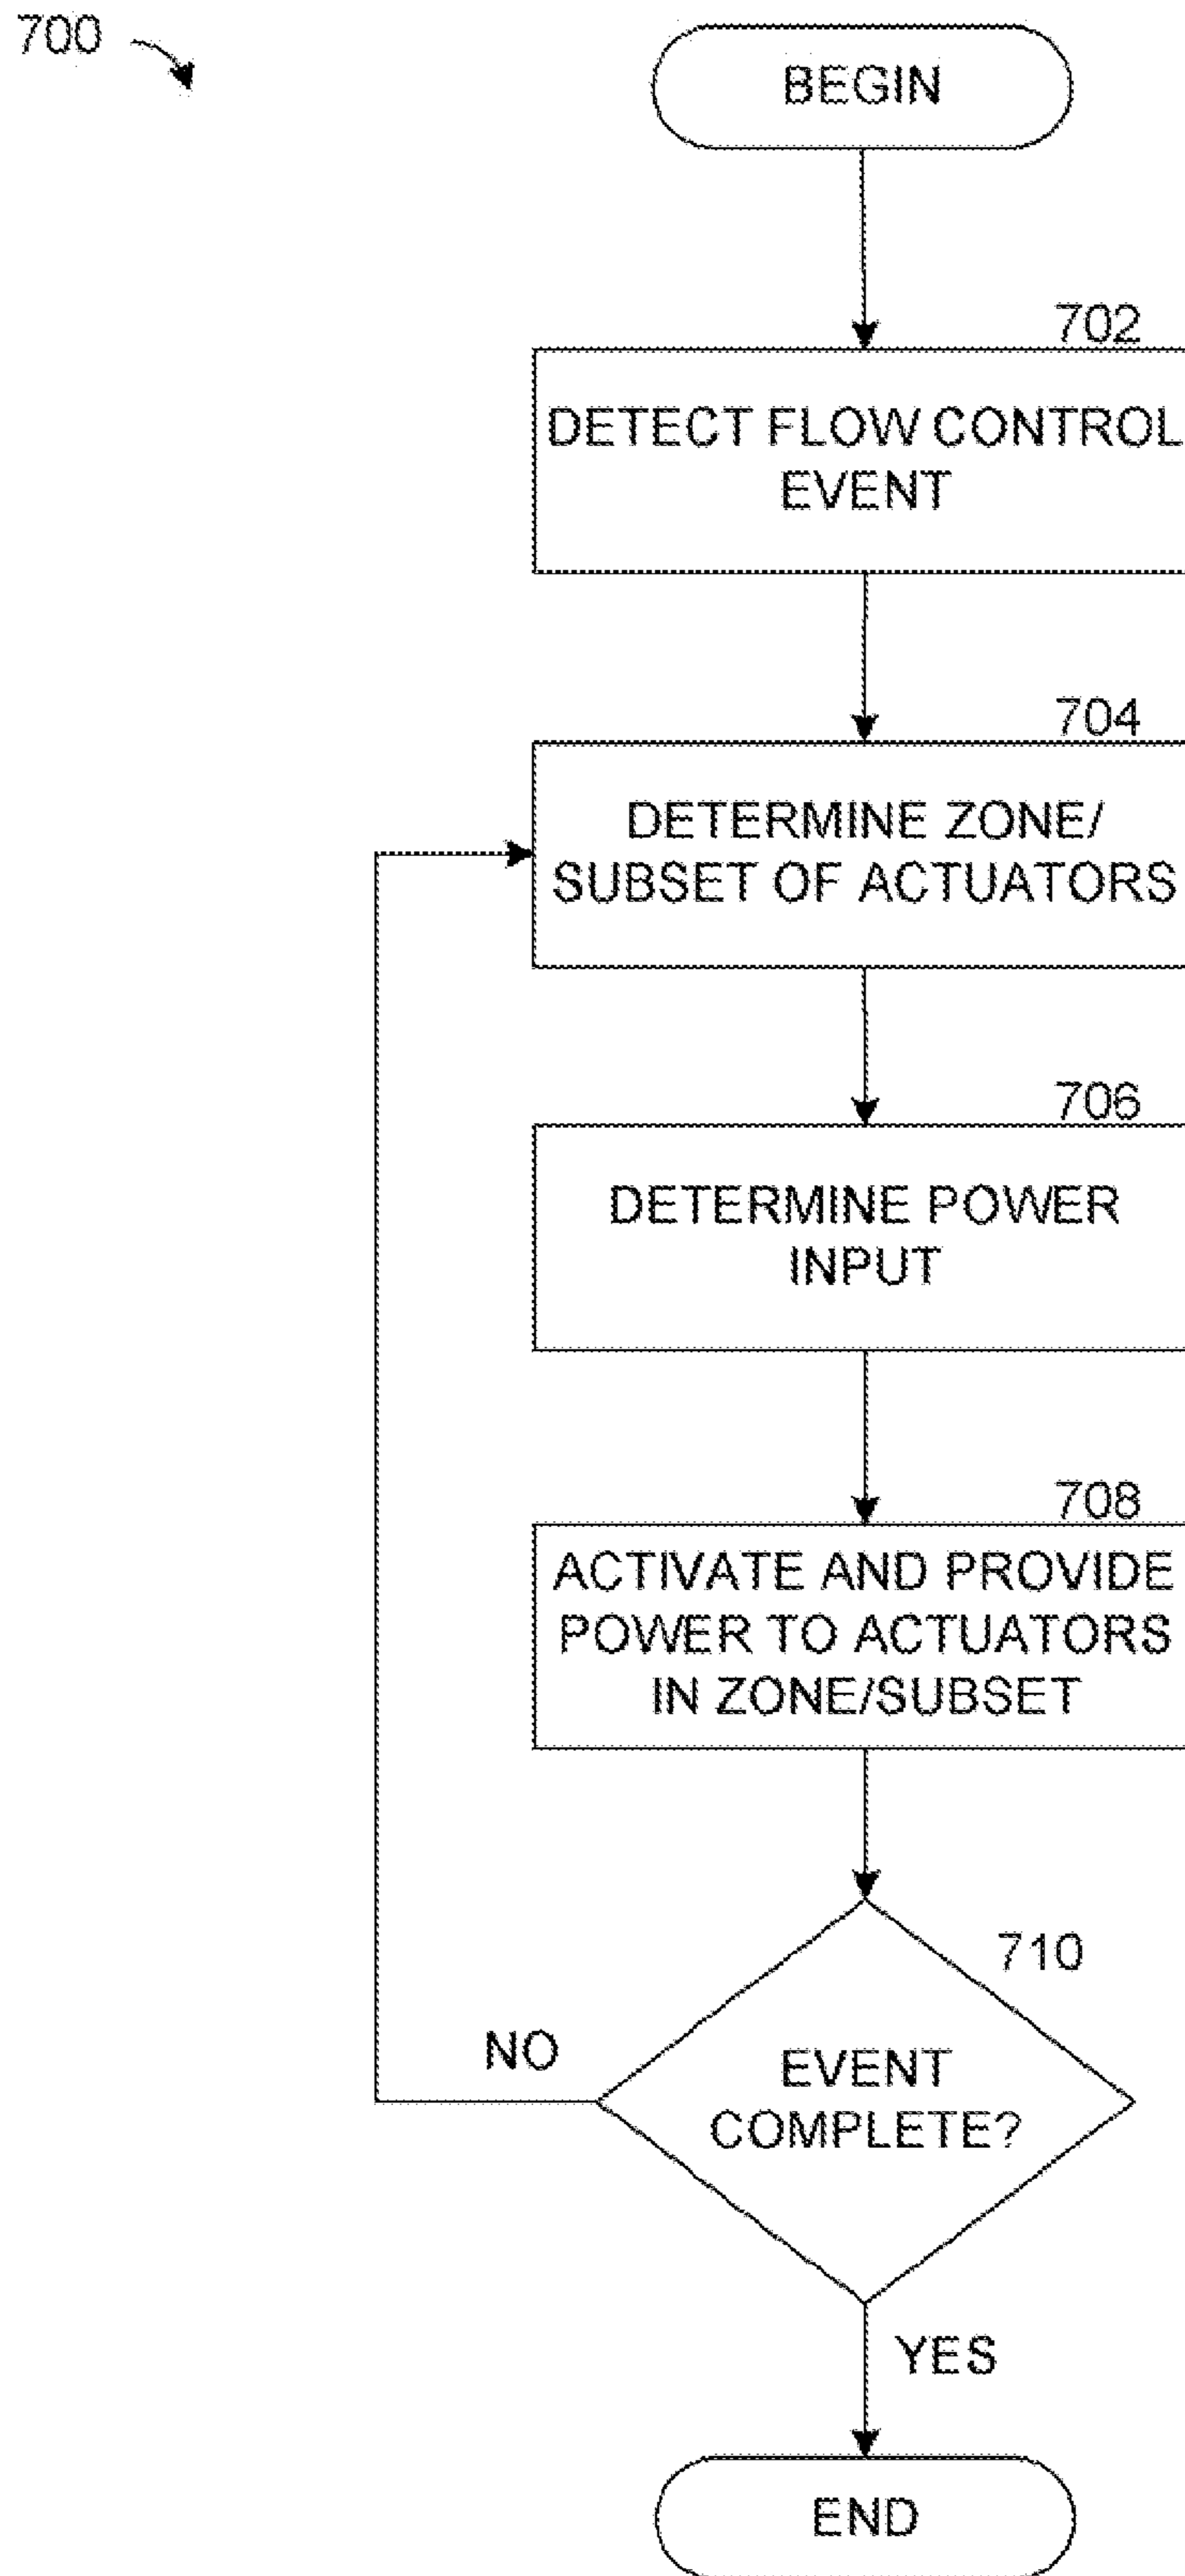 700
BEGIN
702
DETECT FLOW CONTROL
EVENT
704
DETERMINE ZONE/
SUBSET OF ACTUATORS
706
DETERMINE POWER
INPUT
708
ACTIVATE AND PROVIDE
POWER TO ACTUATORS
IN ZONE/SUBSET
710
EVENT
COMPLETE?
NO
YES
END